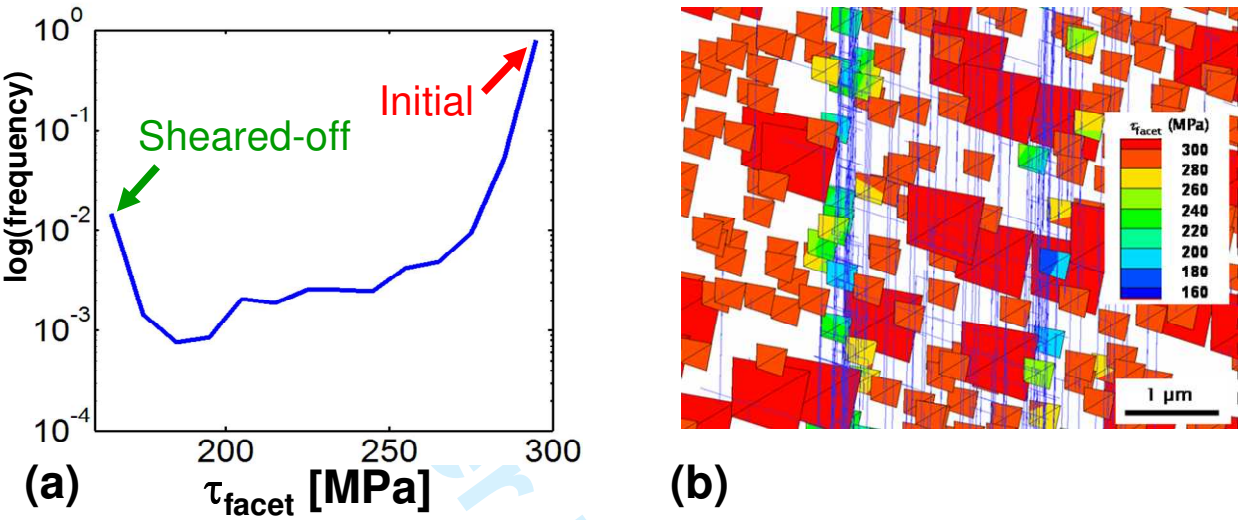 10^0
10^-1
10^-2
10^-3
10^-4
log(frequency)
Sheared-off
Initial
200
250
300
τfacet [MPa]
(a)
τfacet (MPa)
300
280
260
240
220
200
180
160
1 µm
(b)